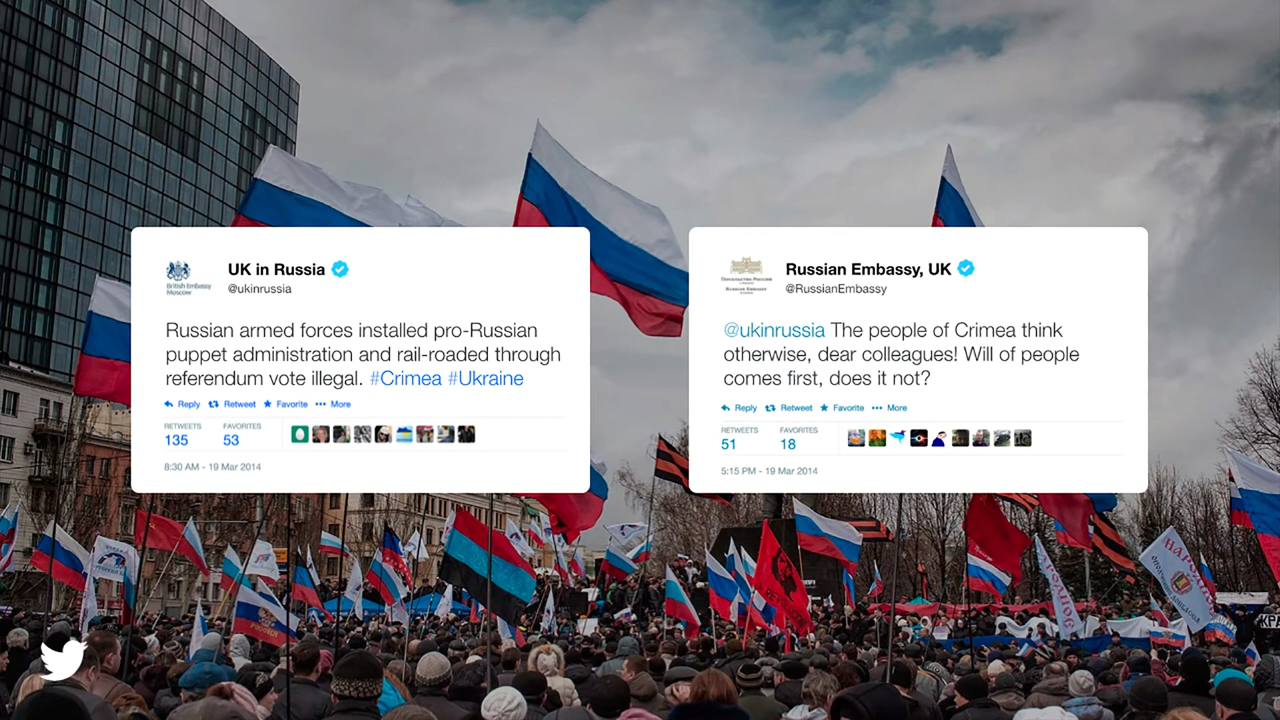 British Embassy
Moscow
UK in Russia
@ukinrussia
Russian armed forces installed pro-Russian
puppet administration and rail-roaded through
referendum vote illegal. #Crimea #Ukraine
Reply Retweet Favorite More
RETWEETS FAVORITES
135 53
8:30 AM - 19 Mar 2014
Russian Embassy, UK
@RussianEmbassy
@ukinrussia The people of Crimea think
otherwise, dear colleagues! Will of people
comes first, does it not?
Reply Retweet Favorite More
RETWEETS FAVORITES
51 18
5:15 PM - 19 Mar 2014